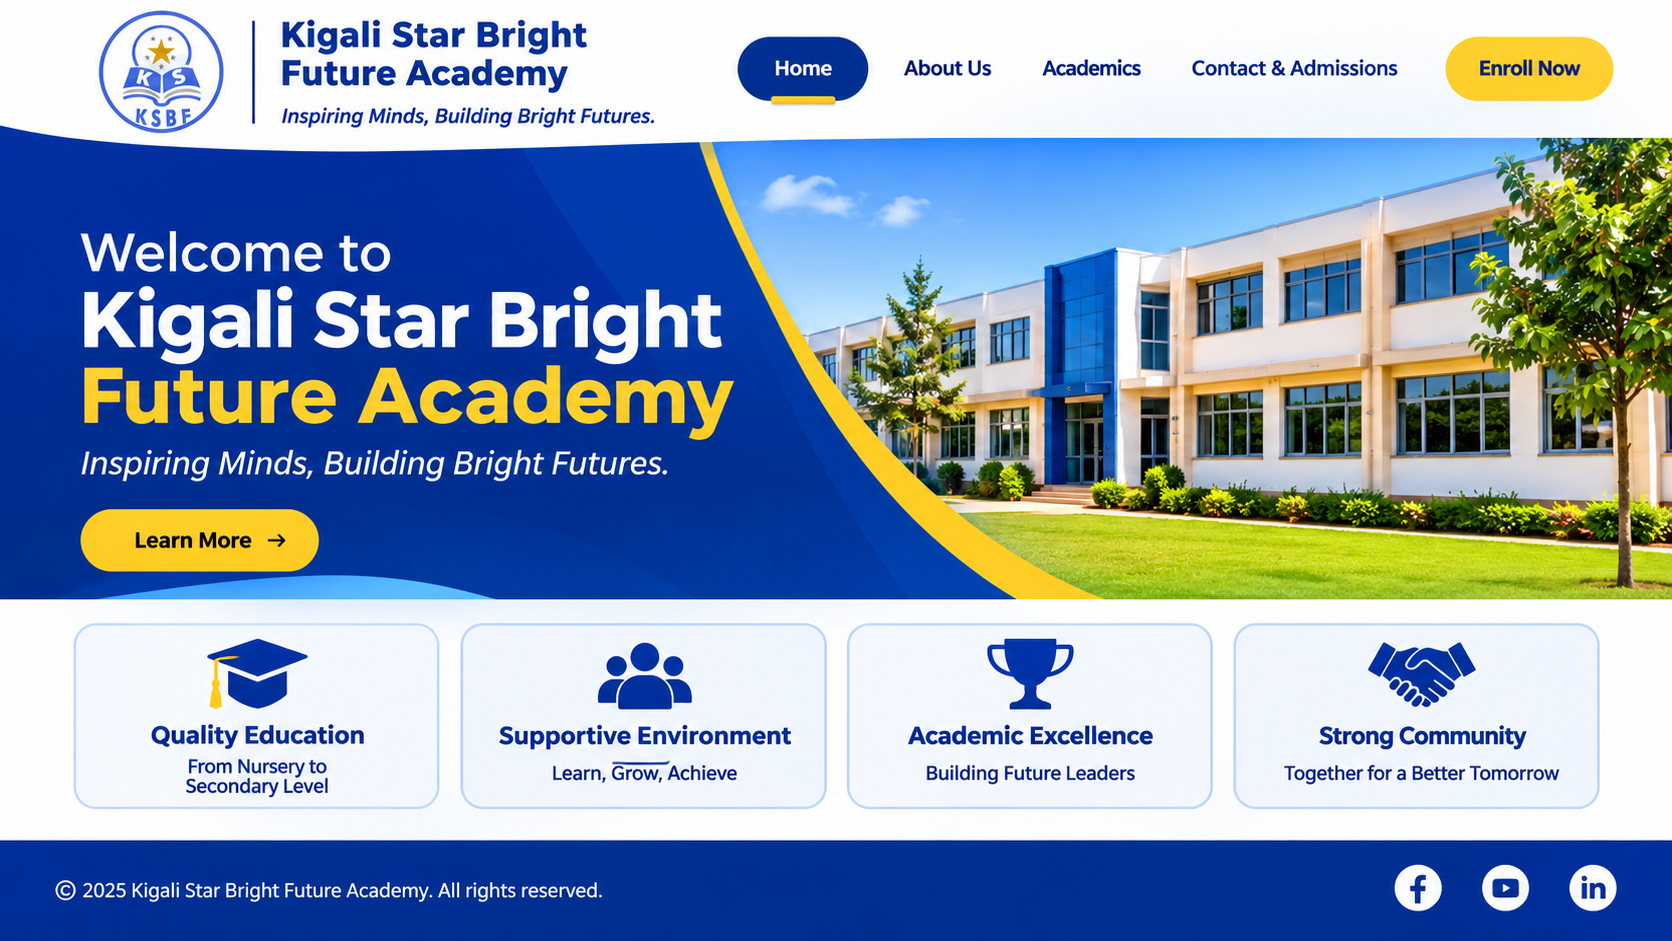 K S
KSBF
Kigali Star Bright
Future Academy
Inspiring Minds, Building Bright Futures.
Home
About Us
Academics
Contact & Admissions
Enroll Now
Welcome to
Kigali Star Bright
Future Academy
Inspiring Minds, Building Bright Futures.
Learn More →
Quality Education
From Nursery to
Secondary Level
Supportive Environment
Learn, Grow, Achieve
Academic Excellence
Building Future Leaders
Strong Community
Together for a Better Tomorrow
© 2025 Kigali Star Bright Future Academy. All rights reserved.
f
in